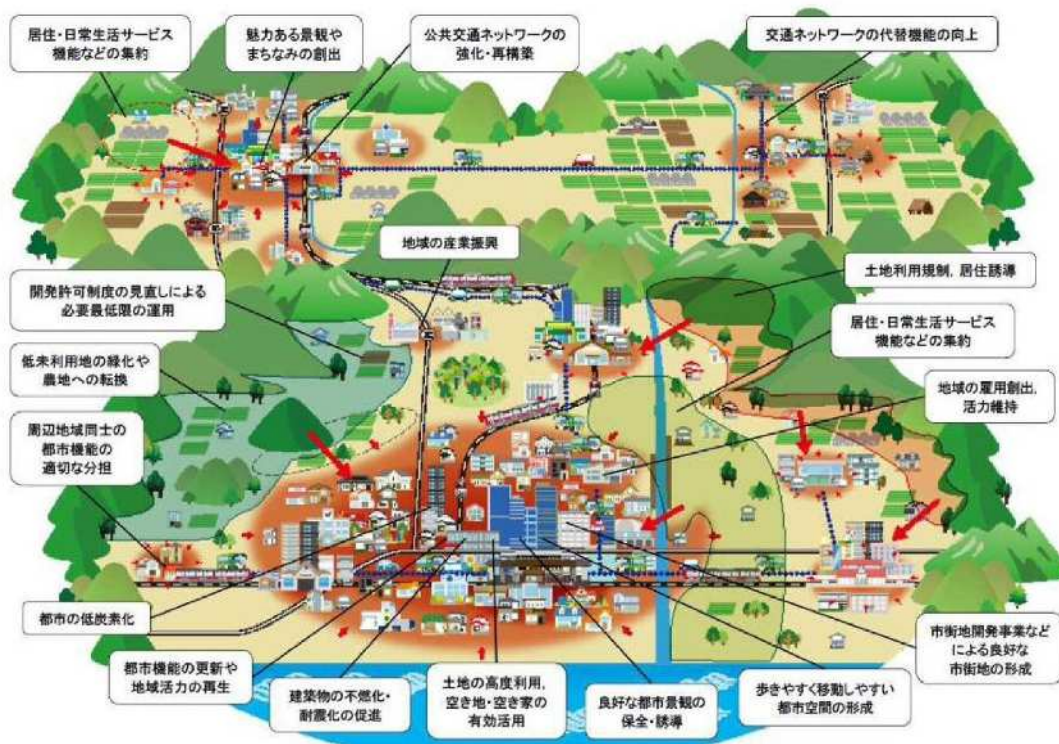 居住・日常生活サービス
機能などの集約
魅力ある景観や
まちなみの創出
公共交通ネットワークの
強化・再構築
交通ネットワークの代替機能の向上
地域の産業振興
土地利用規制，居住誘導
開発許可制度の見直しによる
必要最低限の運用
居住・日常生活サービス
機能などの集約
低未利用地の緑化や
農地への転換
地域の雇用創出，
活力維持
周辺地域同士の
都市機能の
適切な分担
都市の低炭素化
市街地開発事業など
による良好な
市街地の形成
都市機能の更新や
地域活力の再生
建築物の不燃化・
耐震化の促進
土地の高度利用，
空き地・空き家の
有効活用
良好な都市景観の
保全・誘導
歩きやすく移動しやすい
都市空間の形成